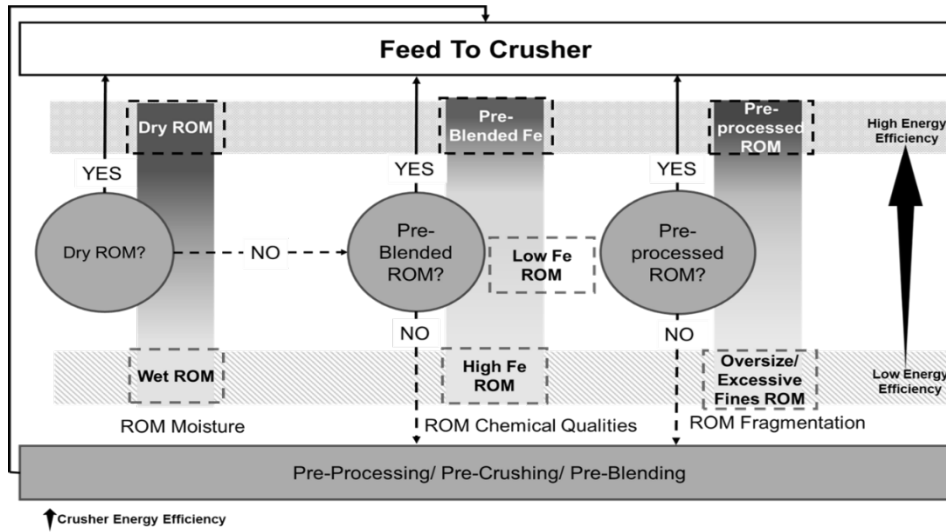 Feed To Crusher
Dry ROM
Pre-
Blended Fe
Pre-
processed
ROM
High Energy
Efficiency
YES
YES
YES
Dry ROM?
NO
Pre-
Blended
ROM?
Low Fe
ROM
Pre-
processed
ROM?
NO
NO
Wet ROM
High Fe
ROM
Oversize/
Excessive
Fines ROM
Low Energy
Efficiency
ROM Moisture
ROM Chemical Qualities
ROM Fragmentation
Pre-Processing/ Pre-Crushing/ Pre-Blending
Crusher Energy Efficiency